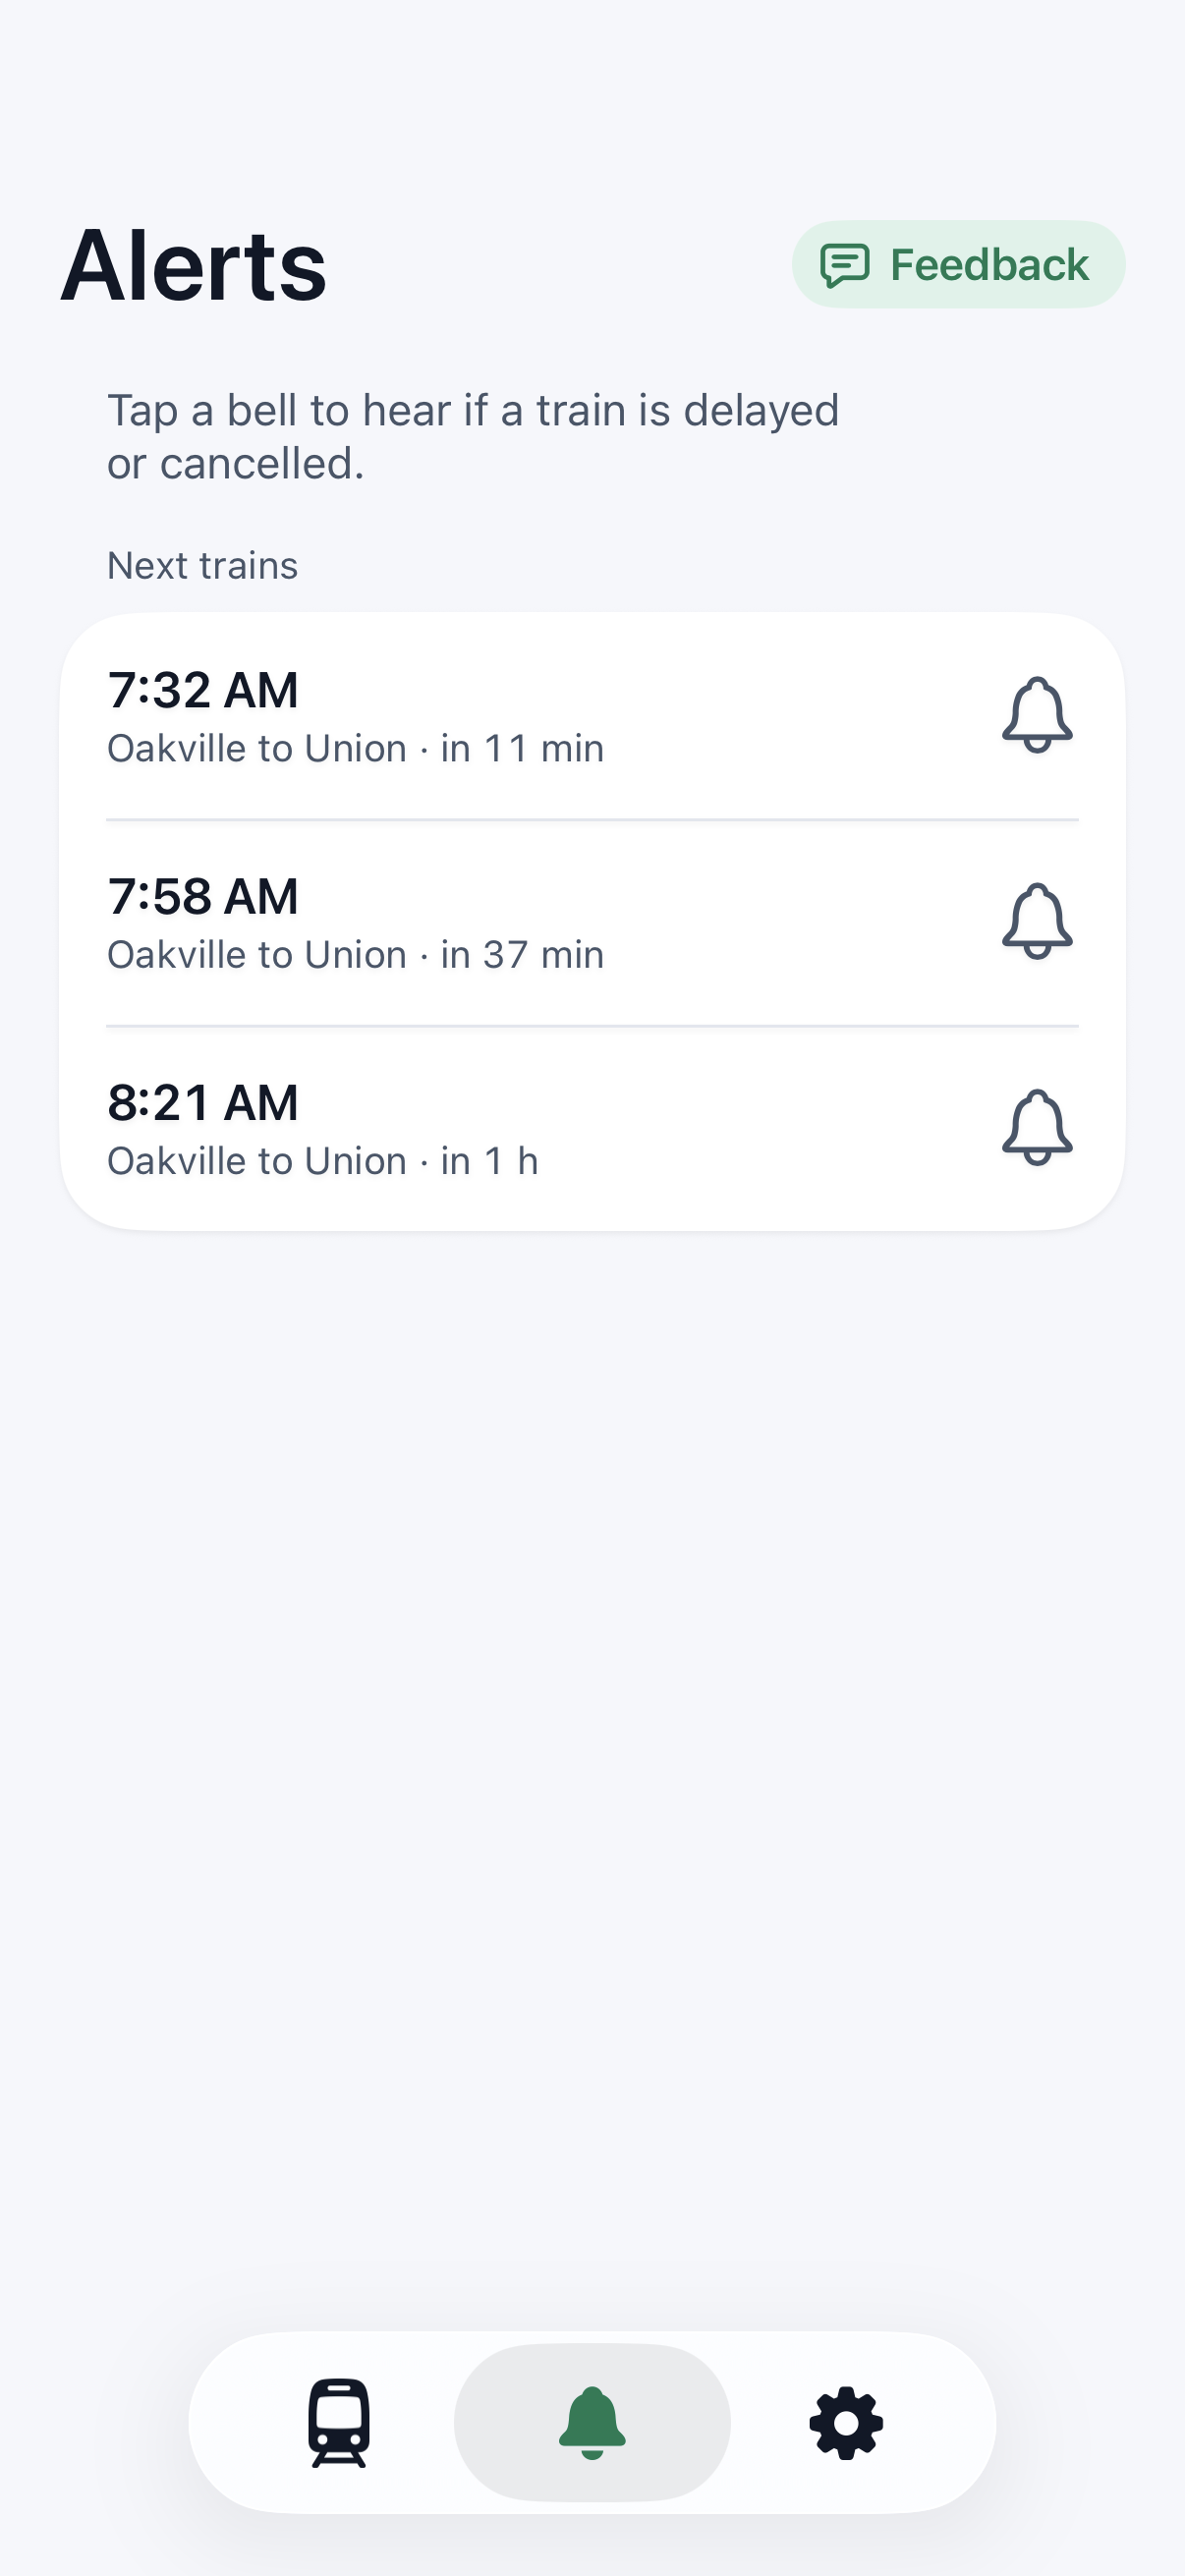 Alerts
Feedback
Tap a bell to hear if a train is delayed
or cancelled.
Next trains
7:32 AM
Oakville to Union · in 11 min
7:58 AM
Oakville to Union · in 37 min
8:21 AM
Oakville to Union · in 1 h